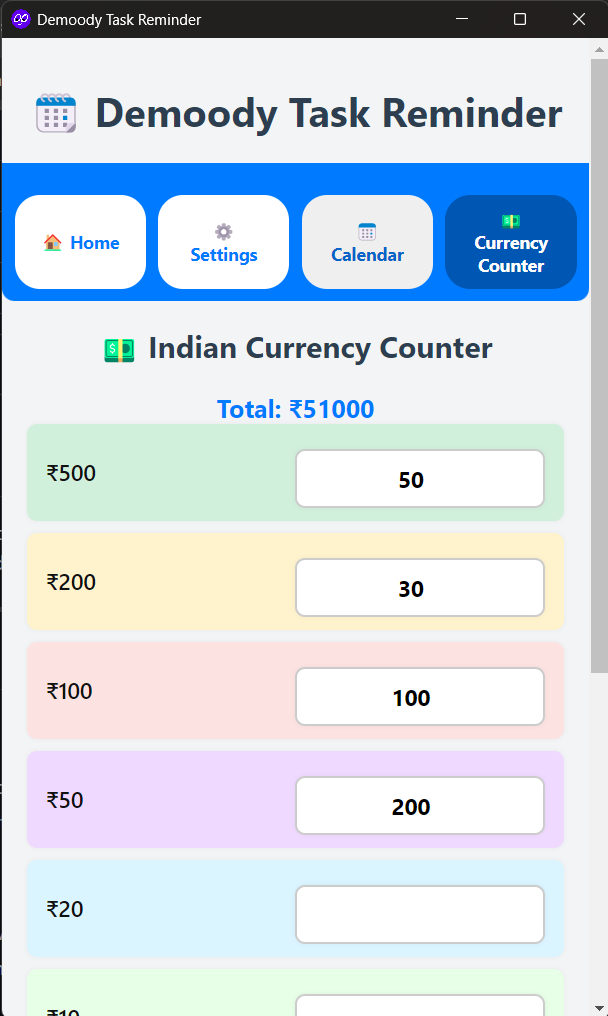 Demoody Task Reminder
Demoody Task Reminder
Home
Settings
Calendar
Currency
Counter
Indian Currency Counter
Total: ₹51000
₹500
50
₹200
30
₹100
100
₹50
200
₹20
₹10